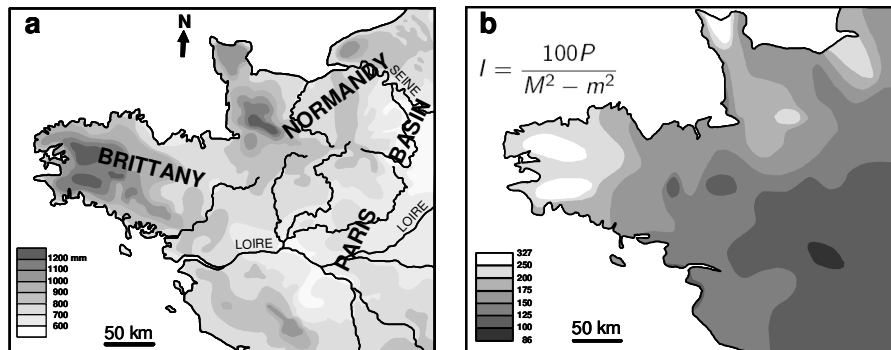 a
N
NORMANDY
SEINE
BASIN
BRITTANY
PARIS
LOIRE
LOIRE
1200 mm
1100
1000
900
800
700
600
50 km
b
I = 100P / M² − m²
327
250
200
175
150
125
100
86
50 km